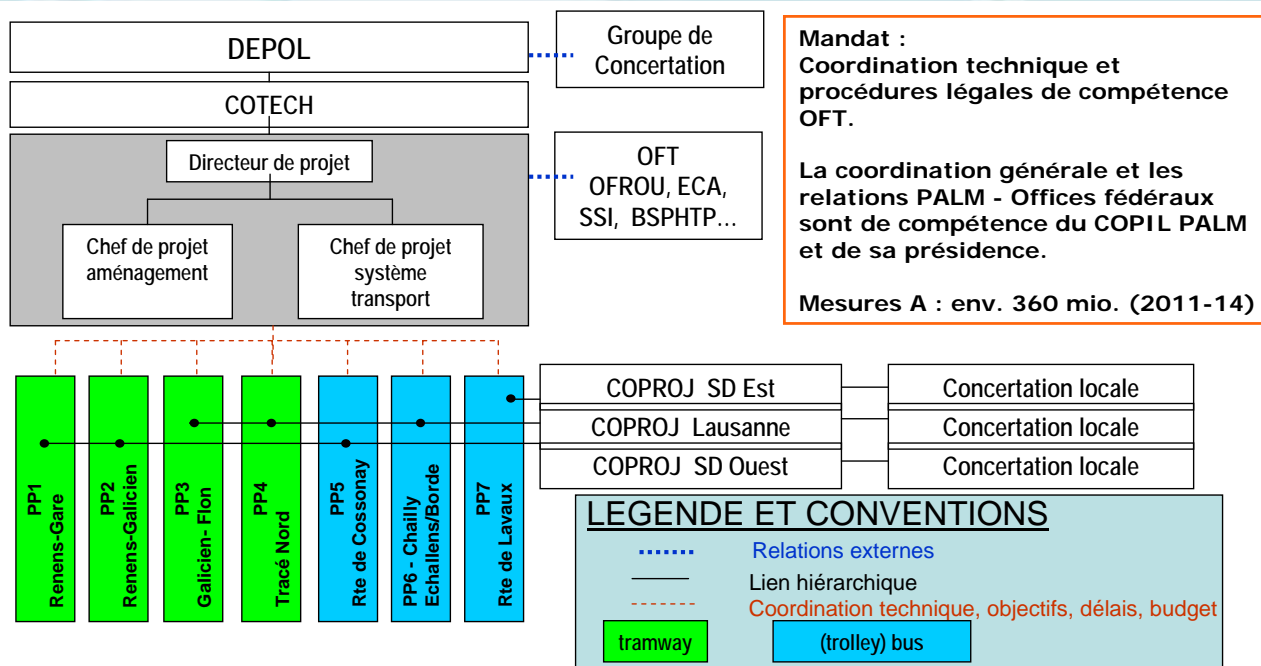 DEPOL
Groupe de
Concertation
COTECH
Directeur de projet
Chef de projet
aménagement
Chef de projet
système
transport
OFT
OFROU, ECA,
SSI, BSPHTP...
Mandat :
Coordination technique et
procédures légales de compétence
OFT.
La coordination générale et les
relations PALM - Offices fédéraux
sont de compétence du COPIL PALM
et de sa présidence.
Mesures A : env. 360 mio. (2011-14)
PP1
Renens-Gare
PP2
Renens-Galicien
PP3
Galicien- Flon
PP4
Tracé Nord
PP5
Rte de Cossonay
PP6 - Chailly
Echallens/Borde
PP7
Rte de Lavaux
COPROJ SD Est
Concertation locale
COPROJ Lausanne
Concertation locale
COPROJ SD Ouest
Concertation locale
LEGENDE ET CONVENTIONS
Relations externes
Lien hiérarchique
Coordination technique, objectifs, délais, budget
tramway
(trolley) bus